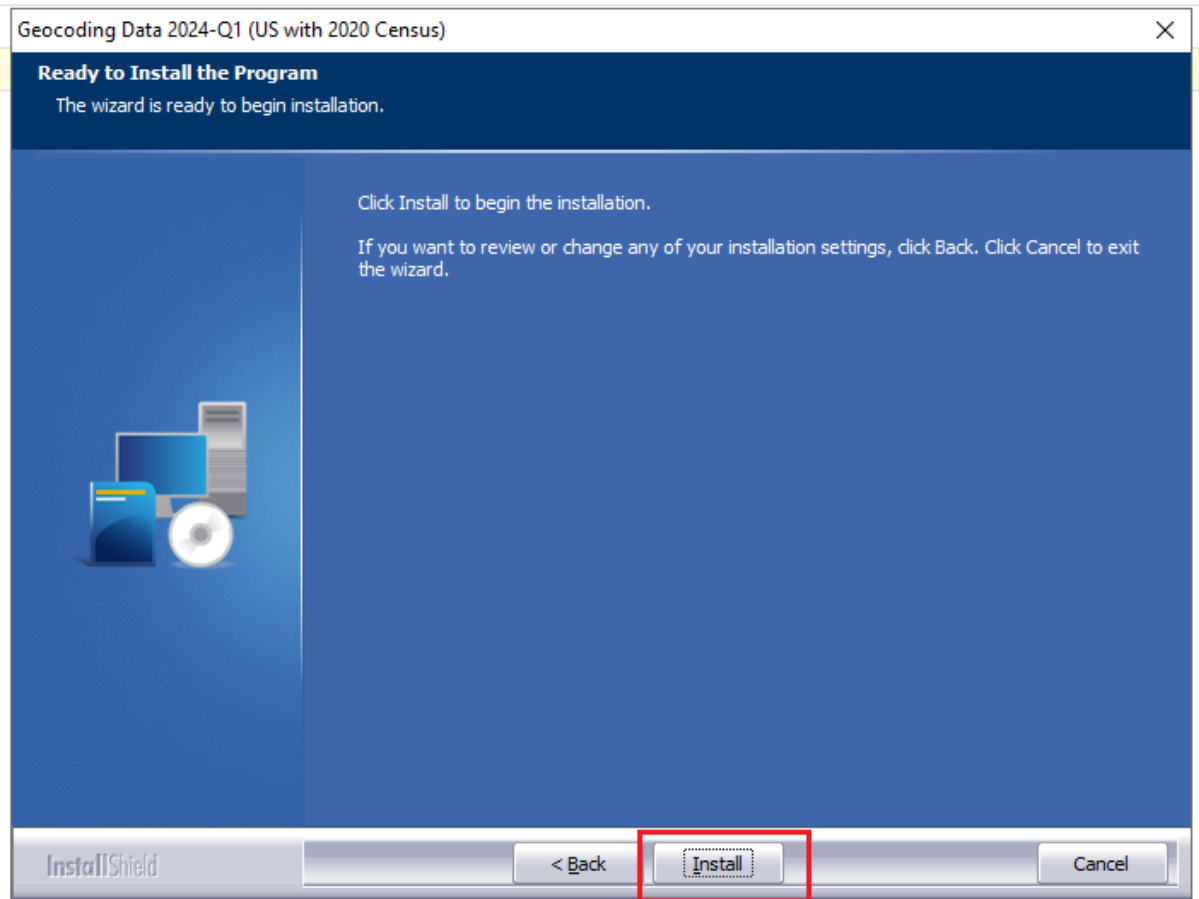 Geocoding Data 2024-Q1 (US with 2020 Census)
Ready to Install the Program
The wizard is ready to begin installation.
Click Install to begin the installation.
If you want to review or change any of your installation settings, click Back. Click Cancel to exit
the wizard.
InstallShield
< Back
Install
Cancel